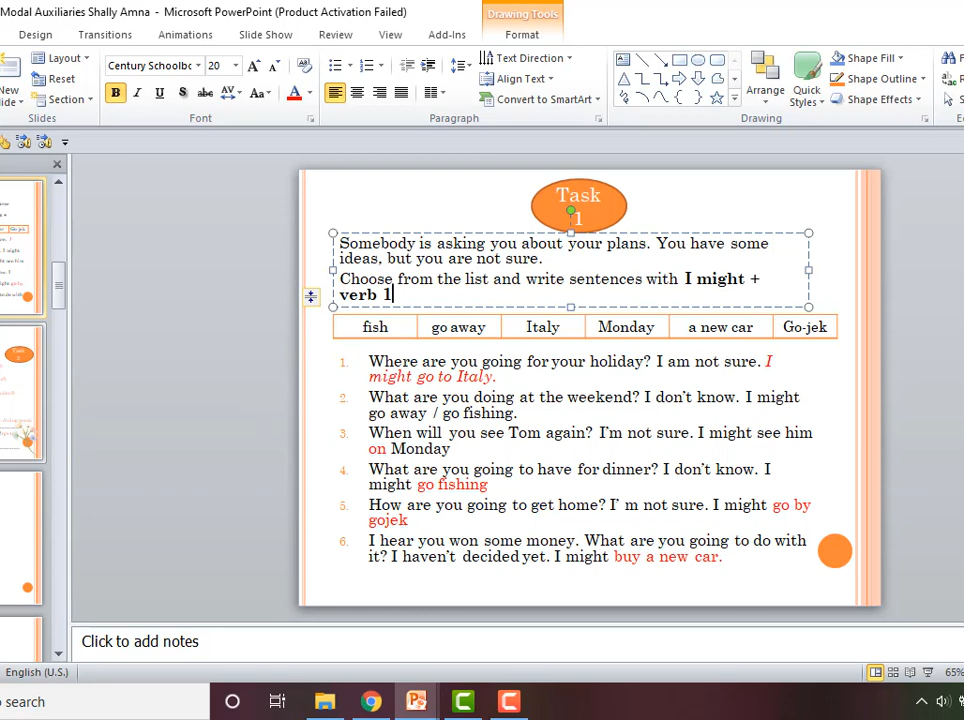 Modal Auxiliaries Shally Amna - Microsoft PowerPoint (Product Activation Failed)
Drawing Tools
Design Transitions Animations Slide Show Review View Add-Ins Format
New Slide
Layout
Reset
Section
Slides
Century Schoolbc 20
B I U S abc AV Aa A
Font
Text Direction
Align Text
Convert to SmartArt
Paragraph
Arrange
Quick Styles
Shape Fill
Shape Outline
Shape Effects
Drawing
F
S
Task
1
Somebody is asking you about your plans. You have some
ideas, but you are not sure.
Choose from the list and write sentences with I might +
verb 1
fish go away Italy Monday a new car Go-jek
1. Where are you going for your holiday? I am not sure. I
might go to Italy.
2. What are you doing at the weekend? I don't know. I might
go away / go fishing.
3. When will you see Tom again? I'm not sure. I might see him
on Monday
4. What are you going to have for dinner? I don't know. I
might go fishing
5. How are you going to get home? I' m not sure. I might go by
gojek
6. I hear you won some money. What are you going to do with
it? I haven't decided yet. I might buy a new car.
Click to add notes
English (U.S.)
65%
o search